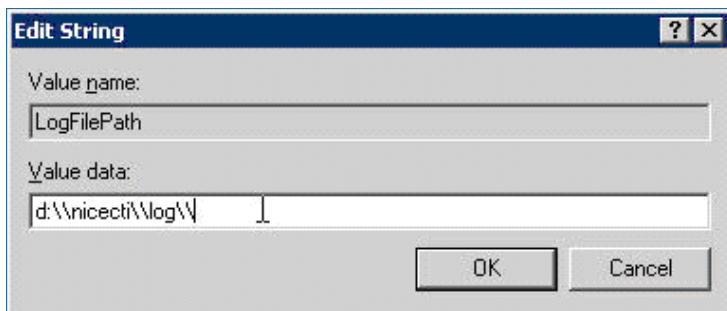 Edit String
? X
Value name:
LogFilePath
Value data:
d:\\nicecti\\log\\
OK Cancel